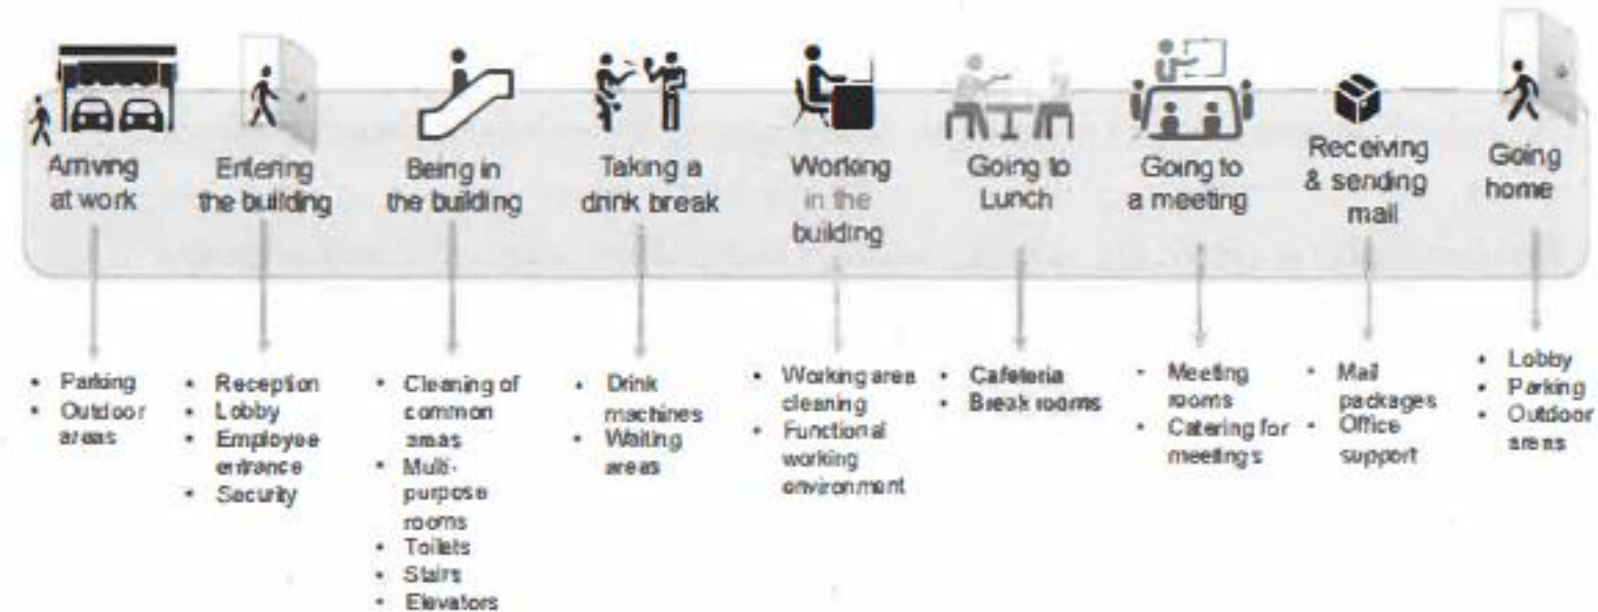 Arriving
at work
Entering
the building
Being in
the building
Taking a
drink break
Working
in the
building
Going to
Lunch
Going to
a meeting
Receiving
& sending
mail
Going
home
• Parking
• Outdoor
areas
• Reception
• Lobby
• Employee
entrance
• Security
• Cleaning of
common
areas
• Multi-
purpose
rooms
• Toilets
• Stairs
• Elevators
• Drink
machines
• Waiting
areas
• Working area
cleaning
• Functional
working
environment
• Cafeteria
• Break rooms
• Meeting
rooms
• Catering for
meetings
• Mail
packages
• Office
support
• Lobby
• Parking
• Outdoor
areas